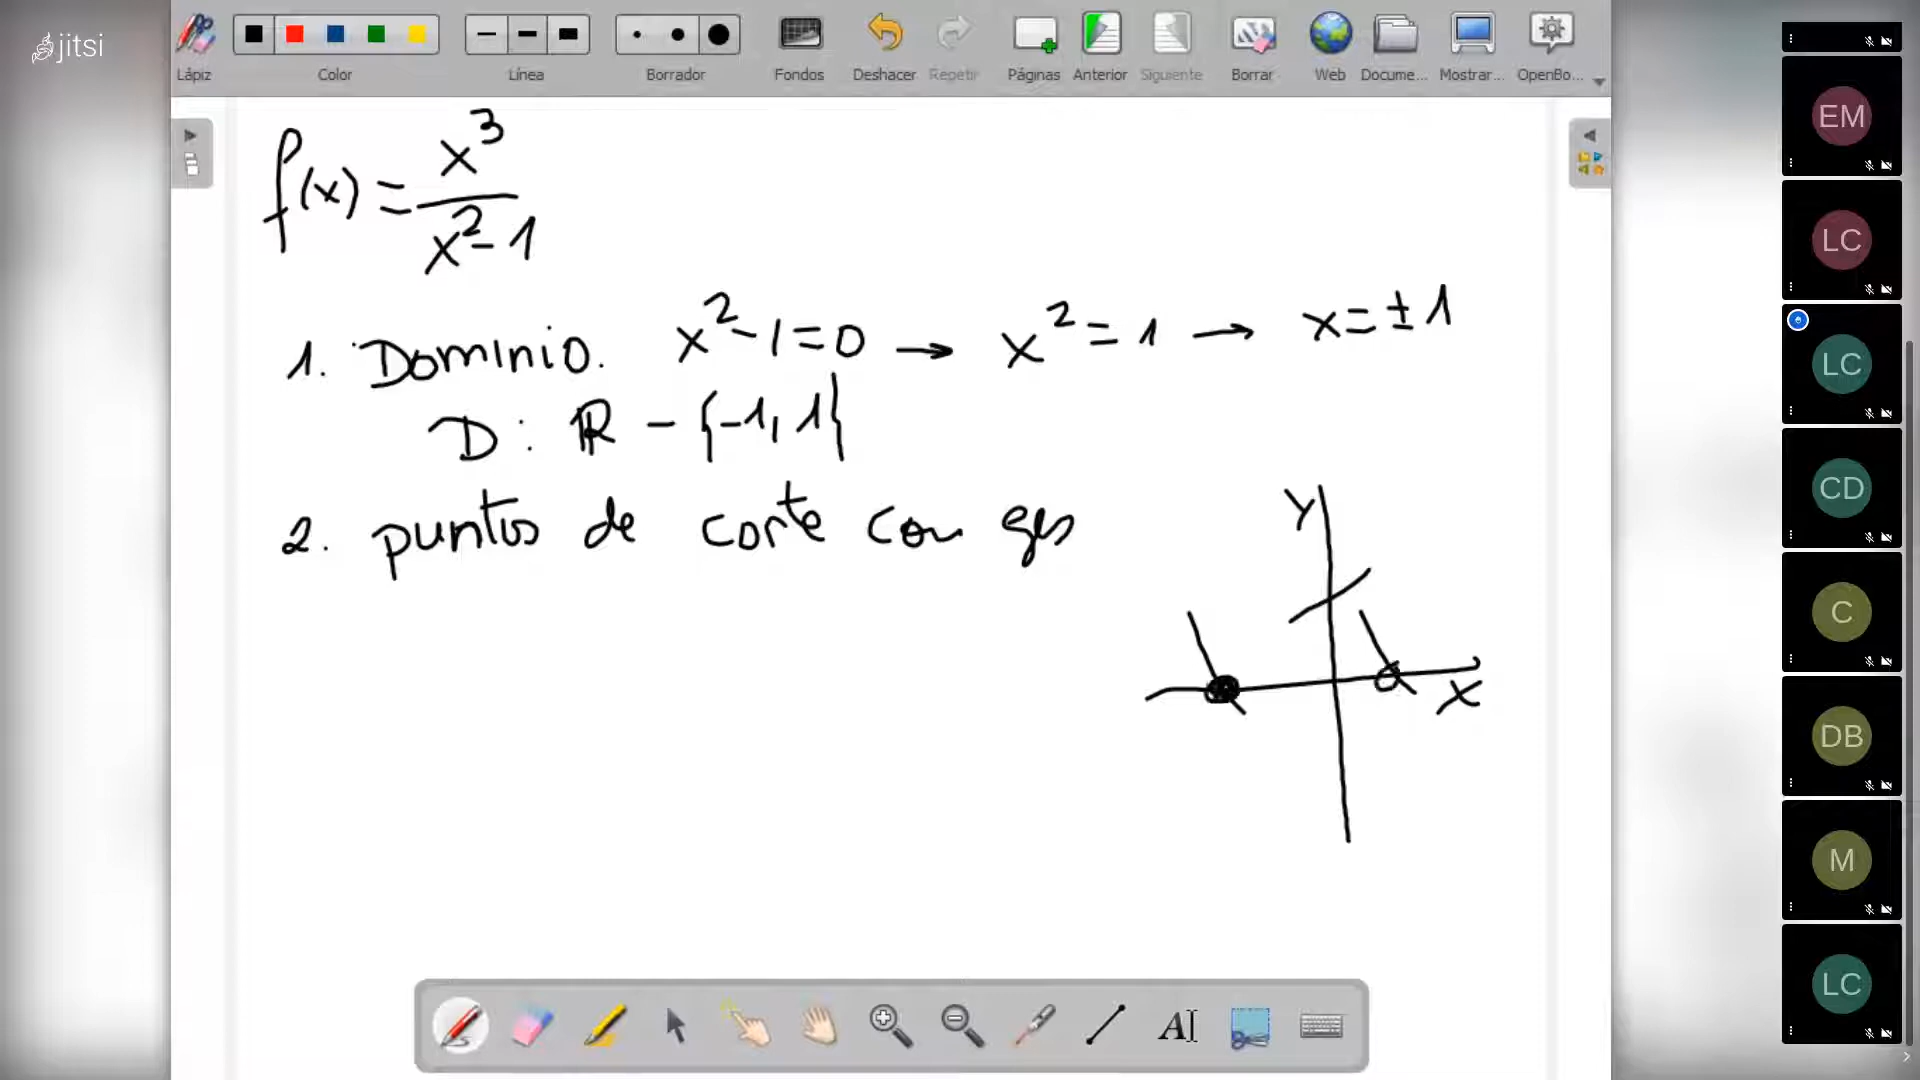 jitsi
Lápiz Color Línea Borrador Fondos Deshacer Repetir Páginas Anterior Siguiente Borrar Web Docume... Mostrar... OpenBo...
f(x) = x³ / x²-1
1. Dominio. x²-1=0 → x²=1 → x=±1
D: ℝ - {-1, 1}
2. puntos de corte con ejes
Y
X
EM
LC
LC
CD
C
DB
M
LC